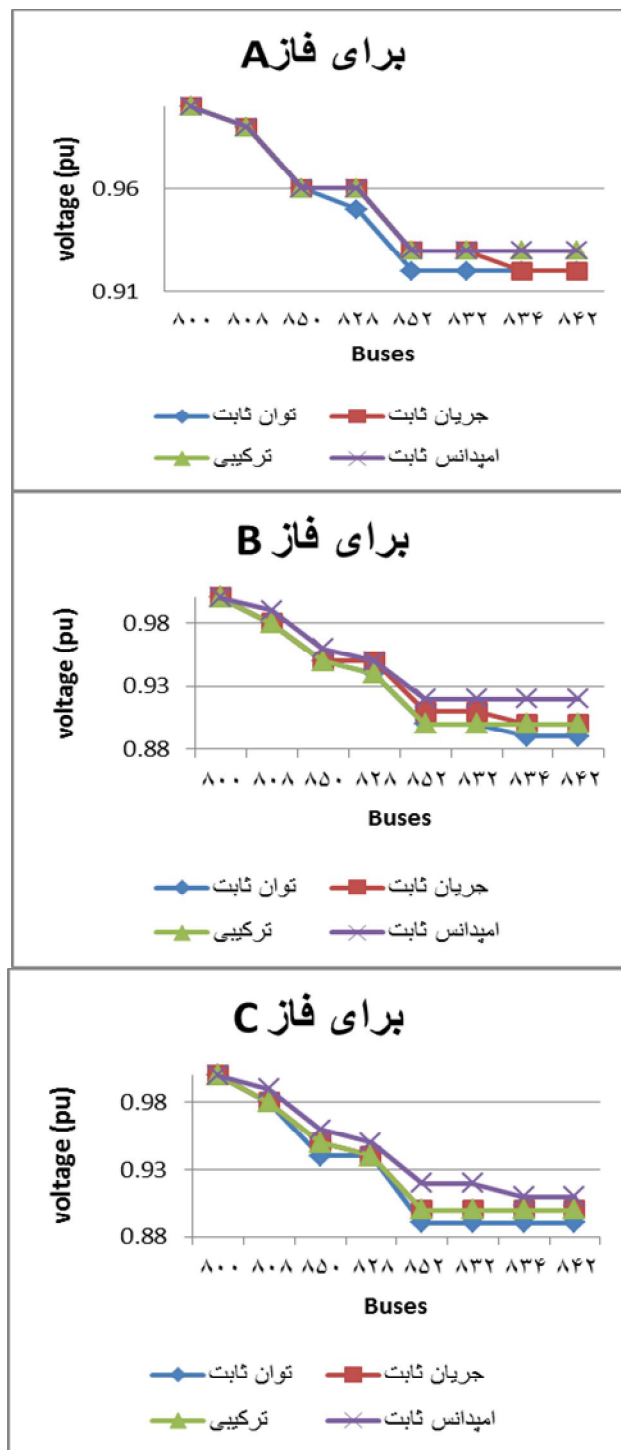 برای فاز A
voltage (pu)
0.96
0.91
۸۰۰ ۸۰۸ ۸۵۰ ۸۲۸ ۸۵۲ ۸۳۲ ۸۳۴ ۸۴۲
Buses
توان ثابت جریان ثابت
ترکیبی امپدانس ثابت
برای فاز B
voltage (pu)
0.98
0.93
0.88
۸۰۰ ۸۰۸ ۸۵۰ ۸۲۸ ۸۵۲ ۸۳۲ ۸۳۴ ۸۴۲
Buses
توان ثابت جریان ثابت
ترکیبی امپدانس ثابت
برای فاز C
voltage (pu)
0.98
0.93
0.88
۸۰۰ ۸۰۸ ۸۵۰ ۸۲۸ ۸۵۲ ۸۳۲ ۸۳۴ ۸۴۲
Buses
توان ثابت جریان ثابت
ترکیبی امپدانس ثابت